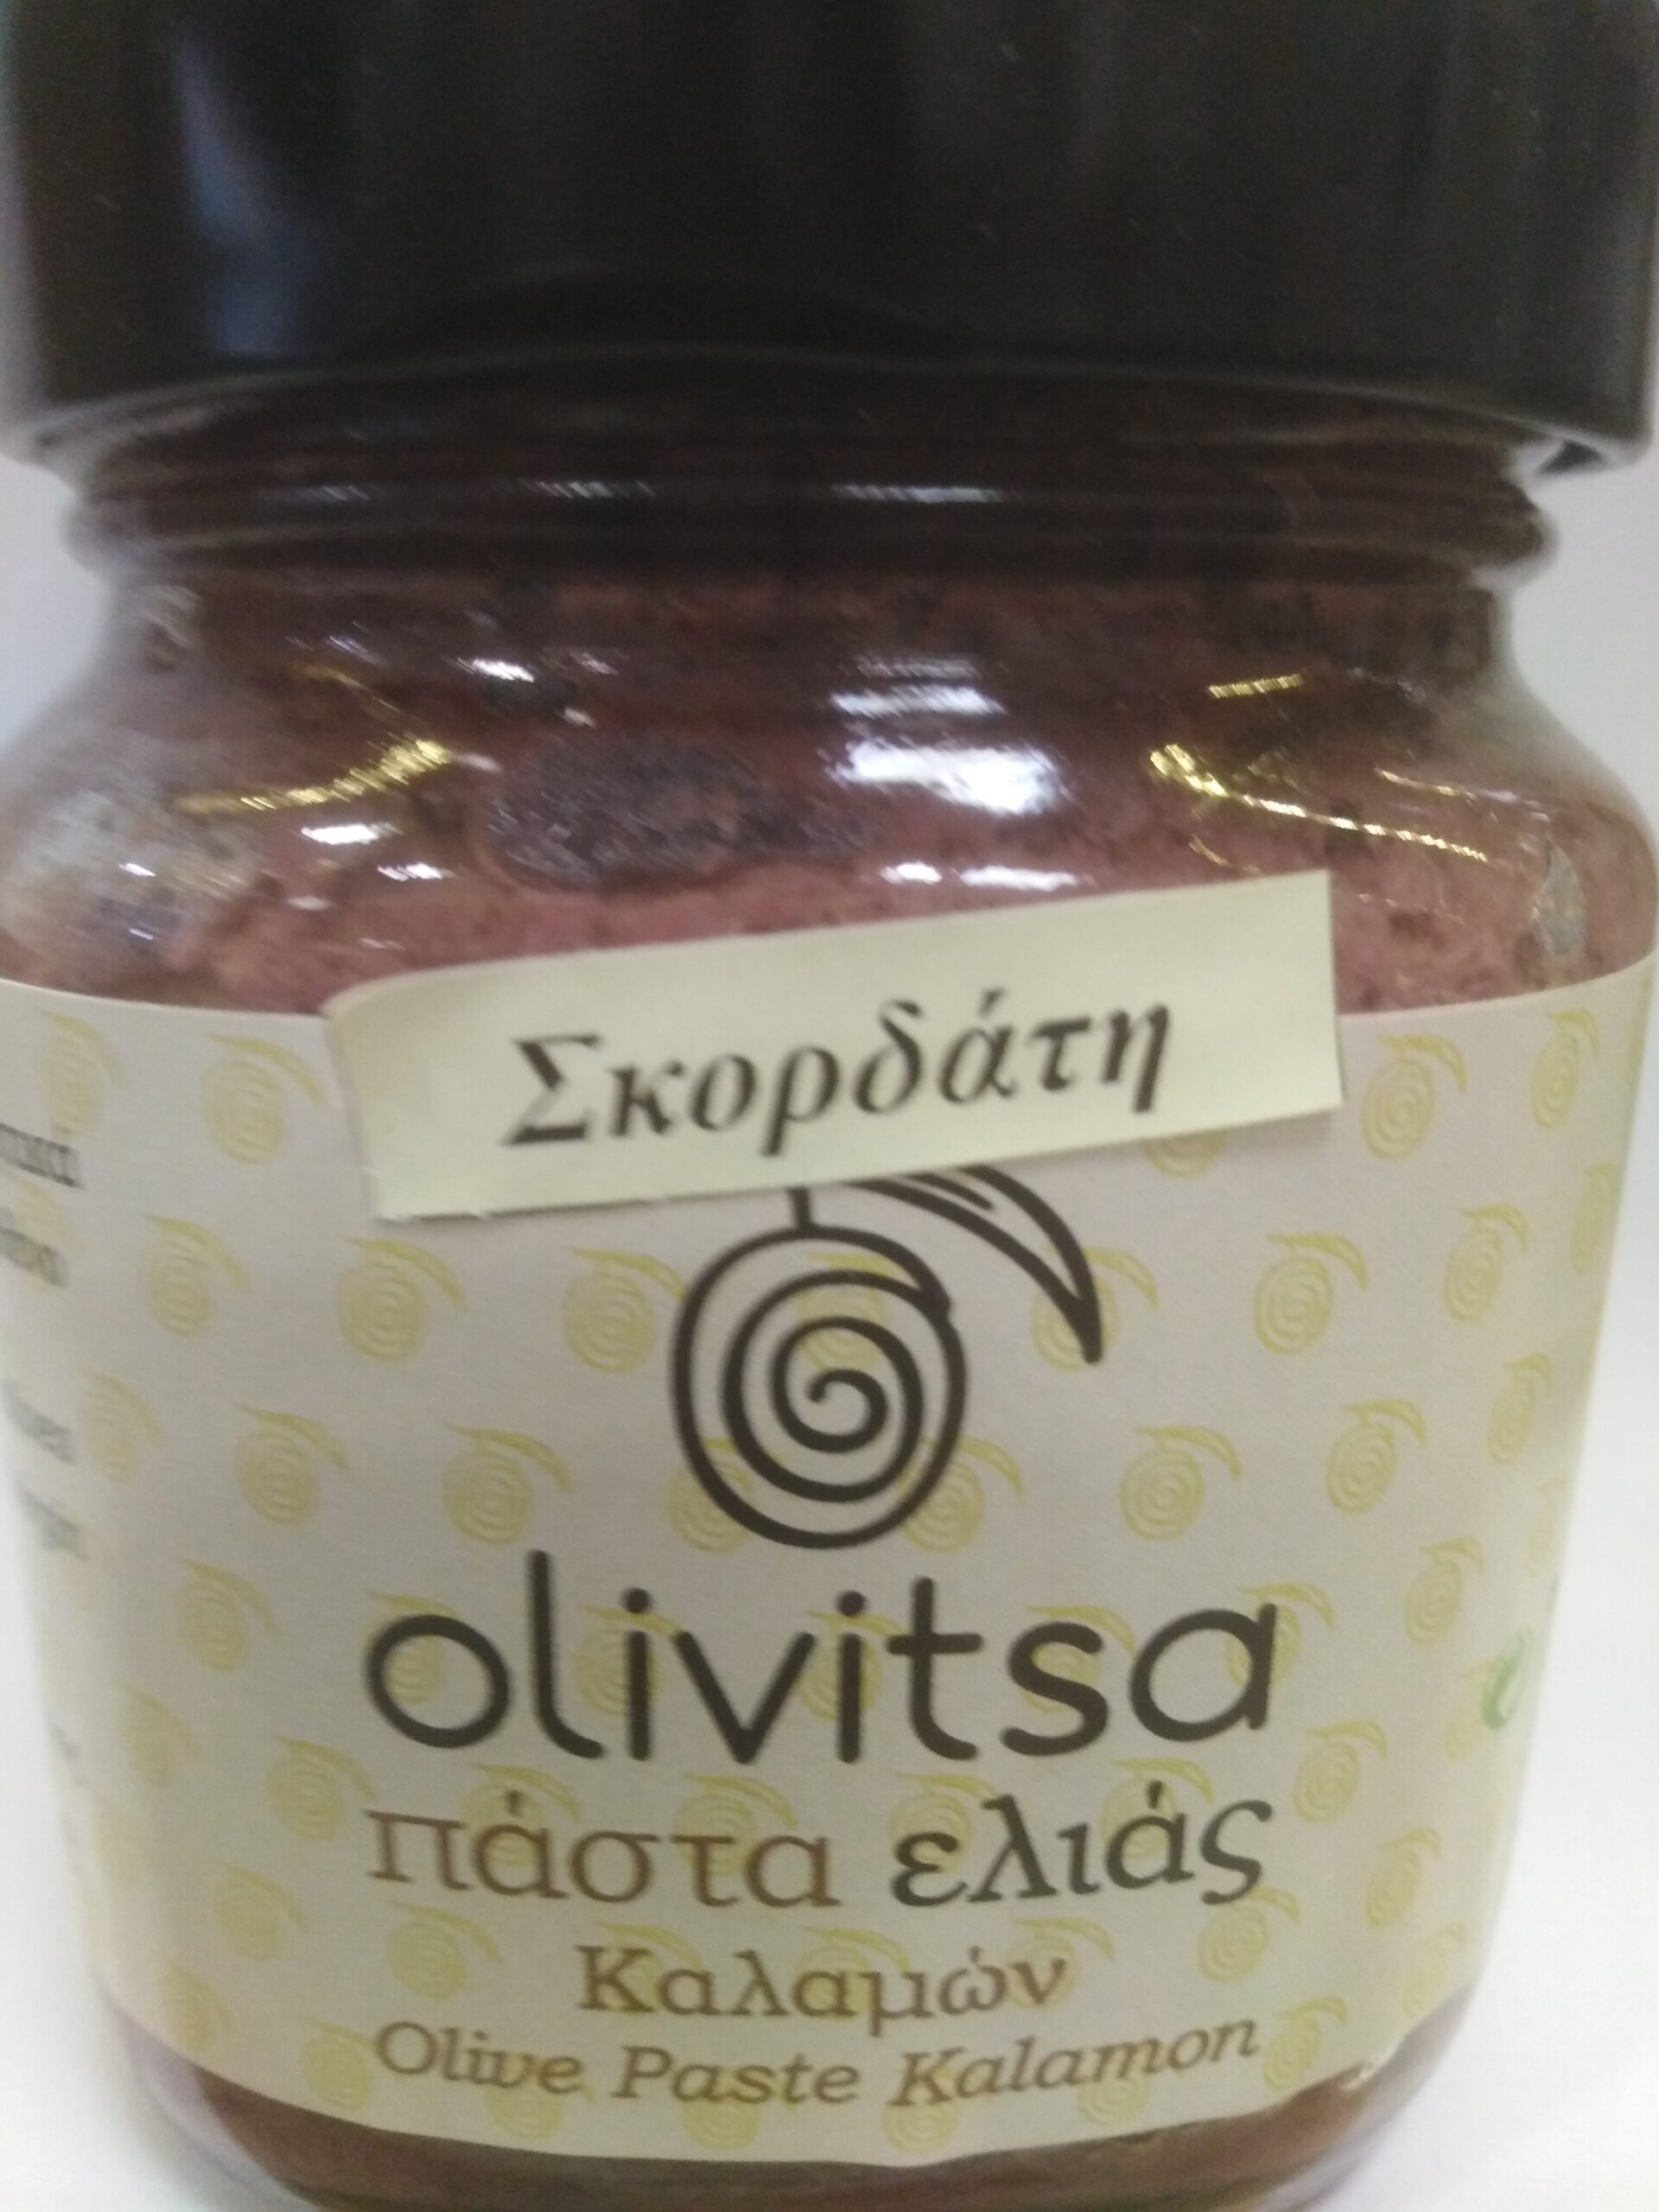 Σκορδάτη
olivitsa
πάστα ελιάς
Καλαμών
Olive Paste Kalamon